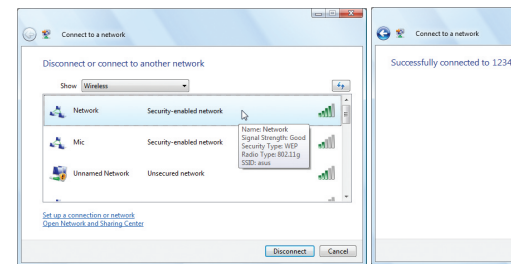 Connect to a network
Disconnect or connect to another network
Show Wireless
Network Security-enabled network
Name: Network
Signal Strength: Good
Security Type: WEP
Radio Type: 802.11g
SSID: asus
Mic Security-enabled network
Unnamed Network Unsecured network
Set up a connection or network
Open Network and Sharing Center
Disconnect Cancel
Connect to a network
Successfully connected to 1234